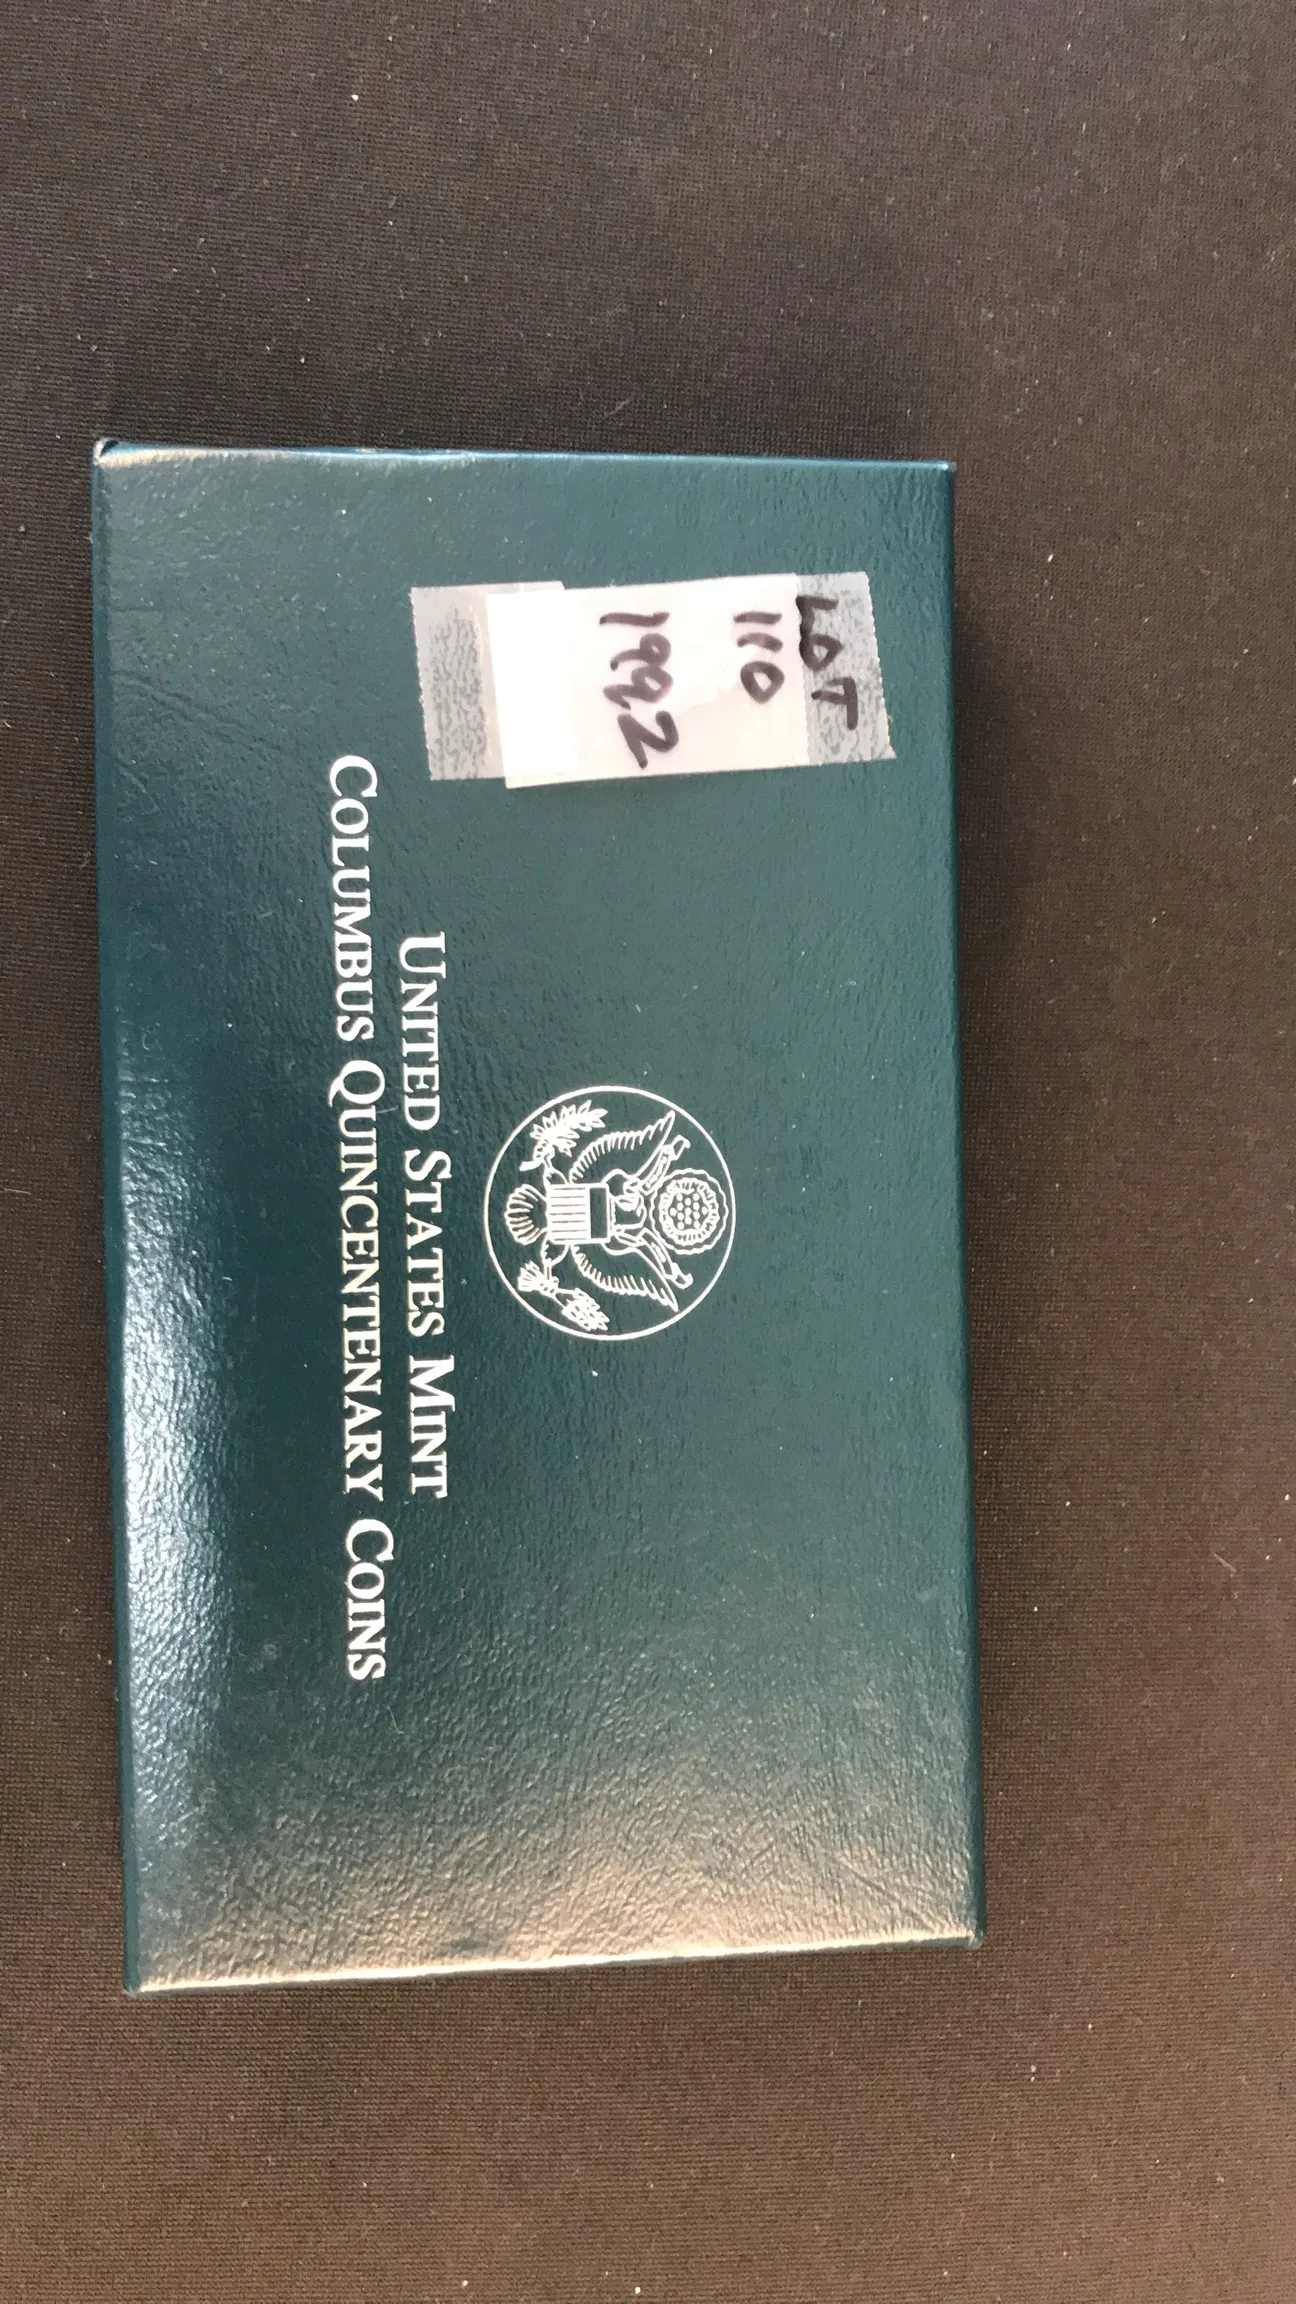 LOT
110
1992
UNITED STATES MINT
COLUMBUS QUINCENTENARY COINS